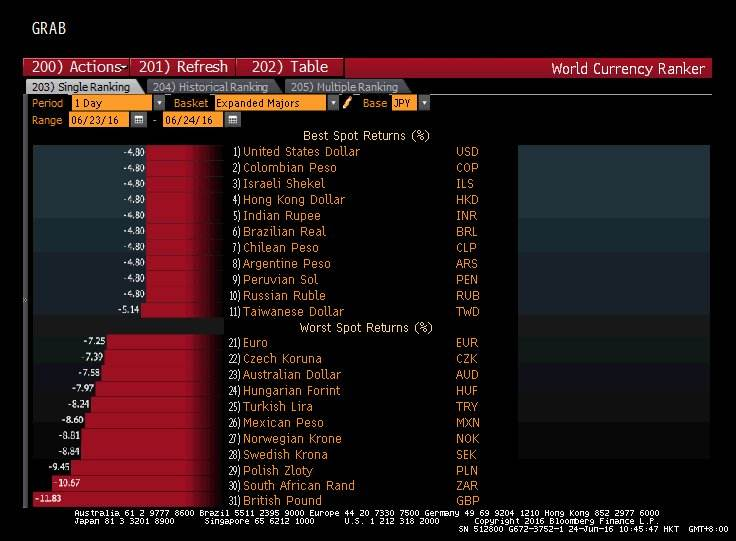 GRAB
200) Actions 201) Refresh 202) Table World Currency Ranker
203) Single Ranking 204) Historical Ranking 205) Multiple Ranking
Period 1 Day Basket Expanded Majors Base JPY
Range 06/23/16 - 06/24/16
Best Spot Returns (%)
-4.80 1) United States Dollar USD
-4.80 2) Colombian Peso COP
-4.80 3) Israeli Shekel ILS
-4.80 4) Hong Kong Dollar HKD
-4.80 5) Indian Rupee INR
-4.80 6) Brazilian Real BRL
-4.80 7) Chilean Peso CLP
-4.80 8) Argentine Peso ARS
-4.80 9) Peruvian Sol PEN
-4.80 10) Russian Ruble RUB
-5.14 11) Taiwanese Dollar TWD
Worst Spot Returns (%)
-7.25 21) Euro EUR
-7.39 22) Czech Koruna CZK
-7.58 23) Australian Dollar AUD
-7.97 24) Hungarian Forint HUF
-8.24 25) Turkish Lira TRY
-8.60 26) Mexican Peso MXN
-8.81 27) Norwegian Krone NOK
-8.84 28) Swedish Krona SEK
-9.45 29) Polish Zloty PLN
-10.67 30) South African Rand ZAR
-11.83 31) British Pound GBP
Australia 61 2 9777 8600 Brazil 5511 2395 9000 Europe 44 20 7330 7500 Germany 49 69 9204 1210 Hong Kong 852 2977 6000
Japan 81 3 3201 8900 Singapore 65 6212 1000 U.S. 1 212 318 2000 Copyright 2016 Bloomberg Finance L.P.
SN 512800 G672-3752-1 24-Jun-16 10:45:47 HKT GMT+8:00